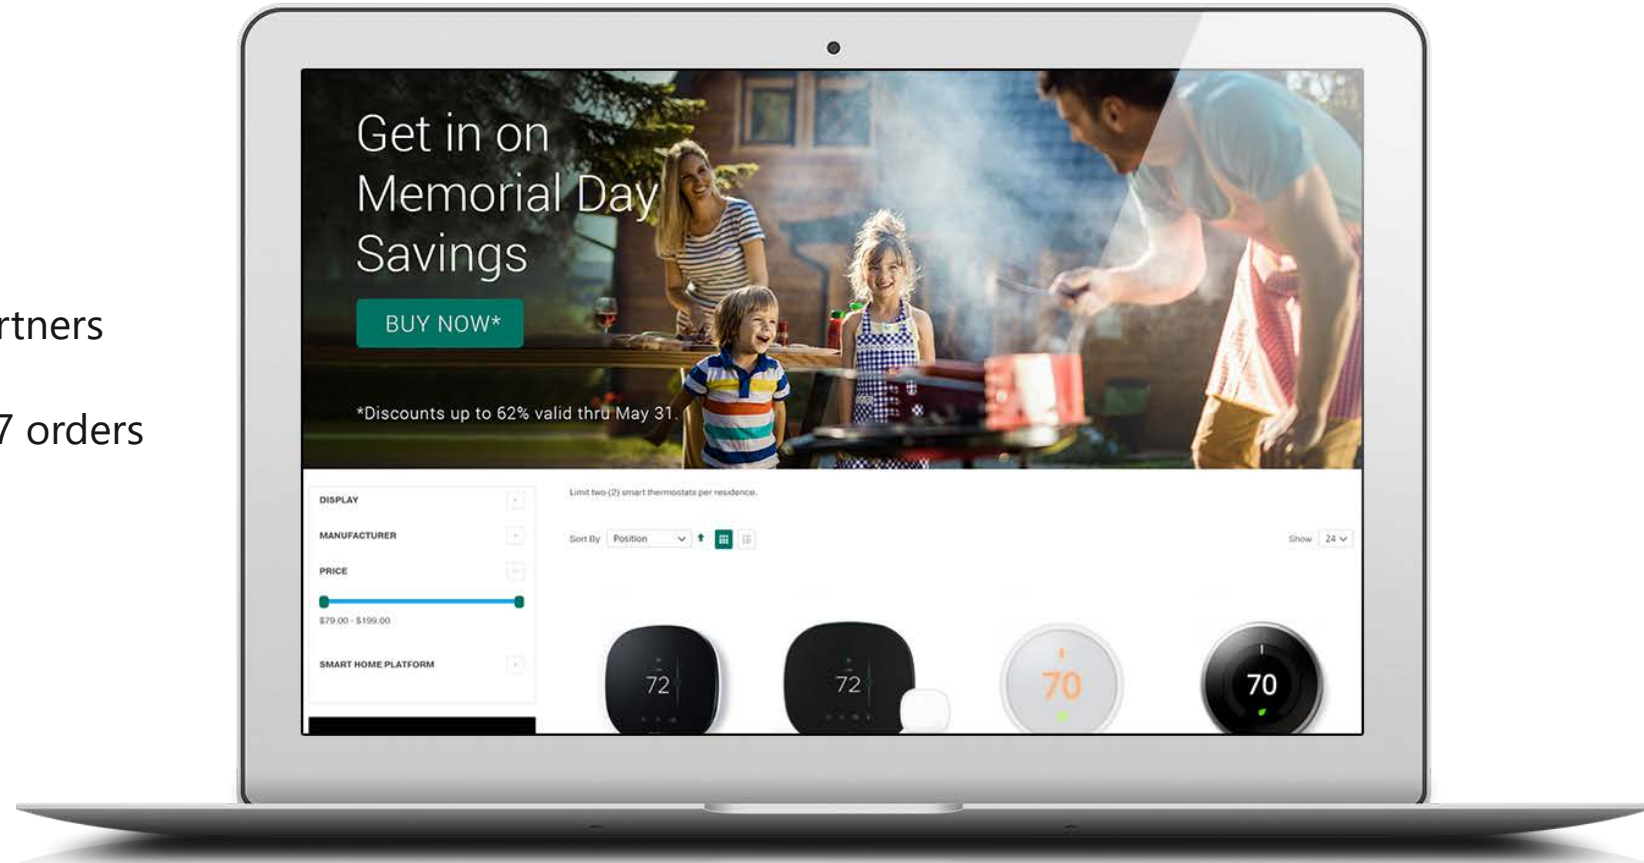 Get in on
Memorial Day
Savings
BUY NOW*
*Discounts up to 62% valid thru May 31.
rtners
7 orders
DISPLAY
MANUFACTURER
PRICE
$79.00 - $199.00
SMART HOME PLATFORM
Limit two (2) smart thermostats per residence.
Sort By Position
Show 24
72
72
70
70